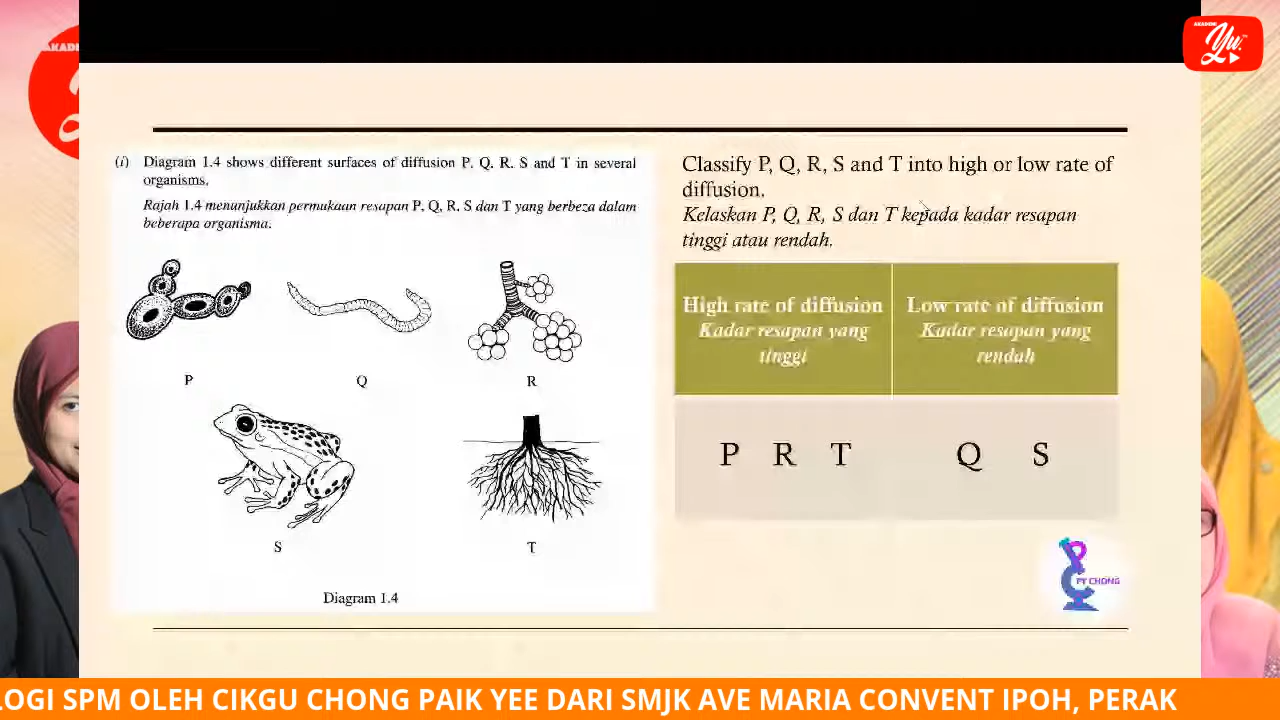 AKADEMI
Yu.
(i) Diagram 1.4 shows different surfaces of diffusion P. Q. R. S and T in several
organisms.
Rajah 1.4 menunjukkan permukaan resapan P, Q, R, S dan T yang berbeza dalam
beberapa organisma.
P
Q
R
S
T
Diagram 1.4
Classify P, Q, R, S and T into high or low rate of
diffusion.
Kelaskan P, Q, R, S dan T kepada kadar resapan
tinggi atau rendah.
High rate of diffusion
Kadar resapan yang
tinggi
Low rate of diffusion
Kadar resapan yang
rendah
P R T
Q S
PY CHONG
LOGI SPM OLEH CIKGU CHONG PAIK YEE DARI SMJK AVE MARIA CONVENT IPOH, PERAK